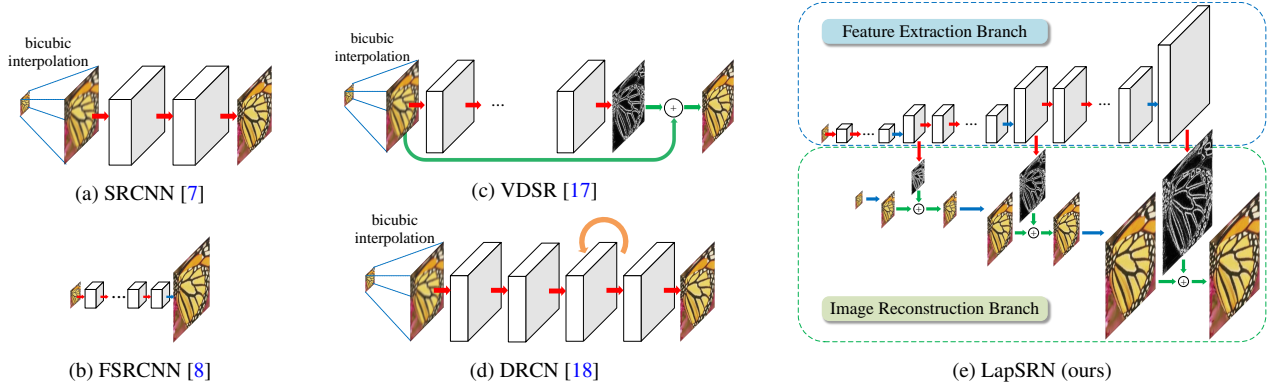 bicubic
interpolation
(a) SRCNN [7]
(b) FSRCNN [8]
bicubic
interpolation
...
(c) VDSR [17]
bicubic
interpolation
(d) DRCN [18]
Feature Extraction Branch
...
...
...
Image Reconstruction Branch
(e) LapSRN (ours)